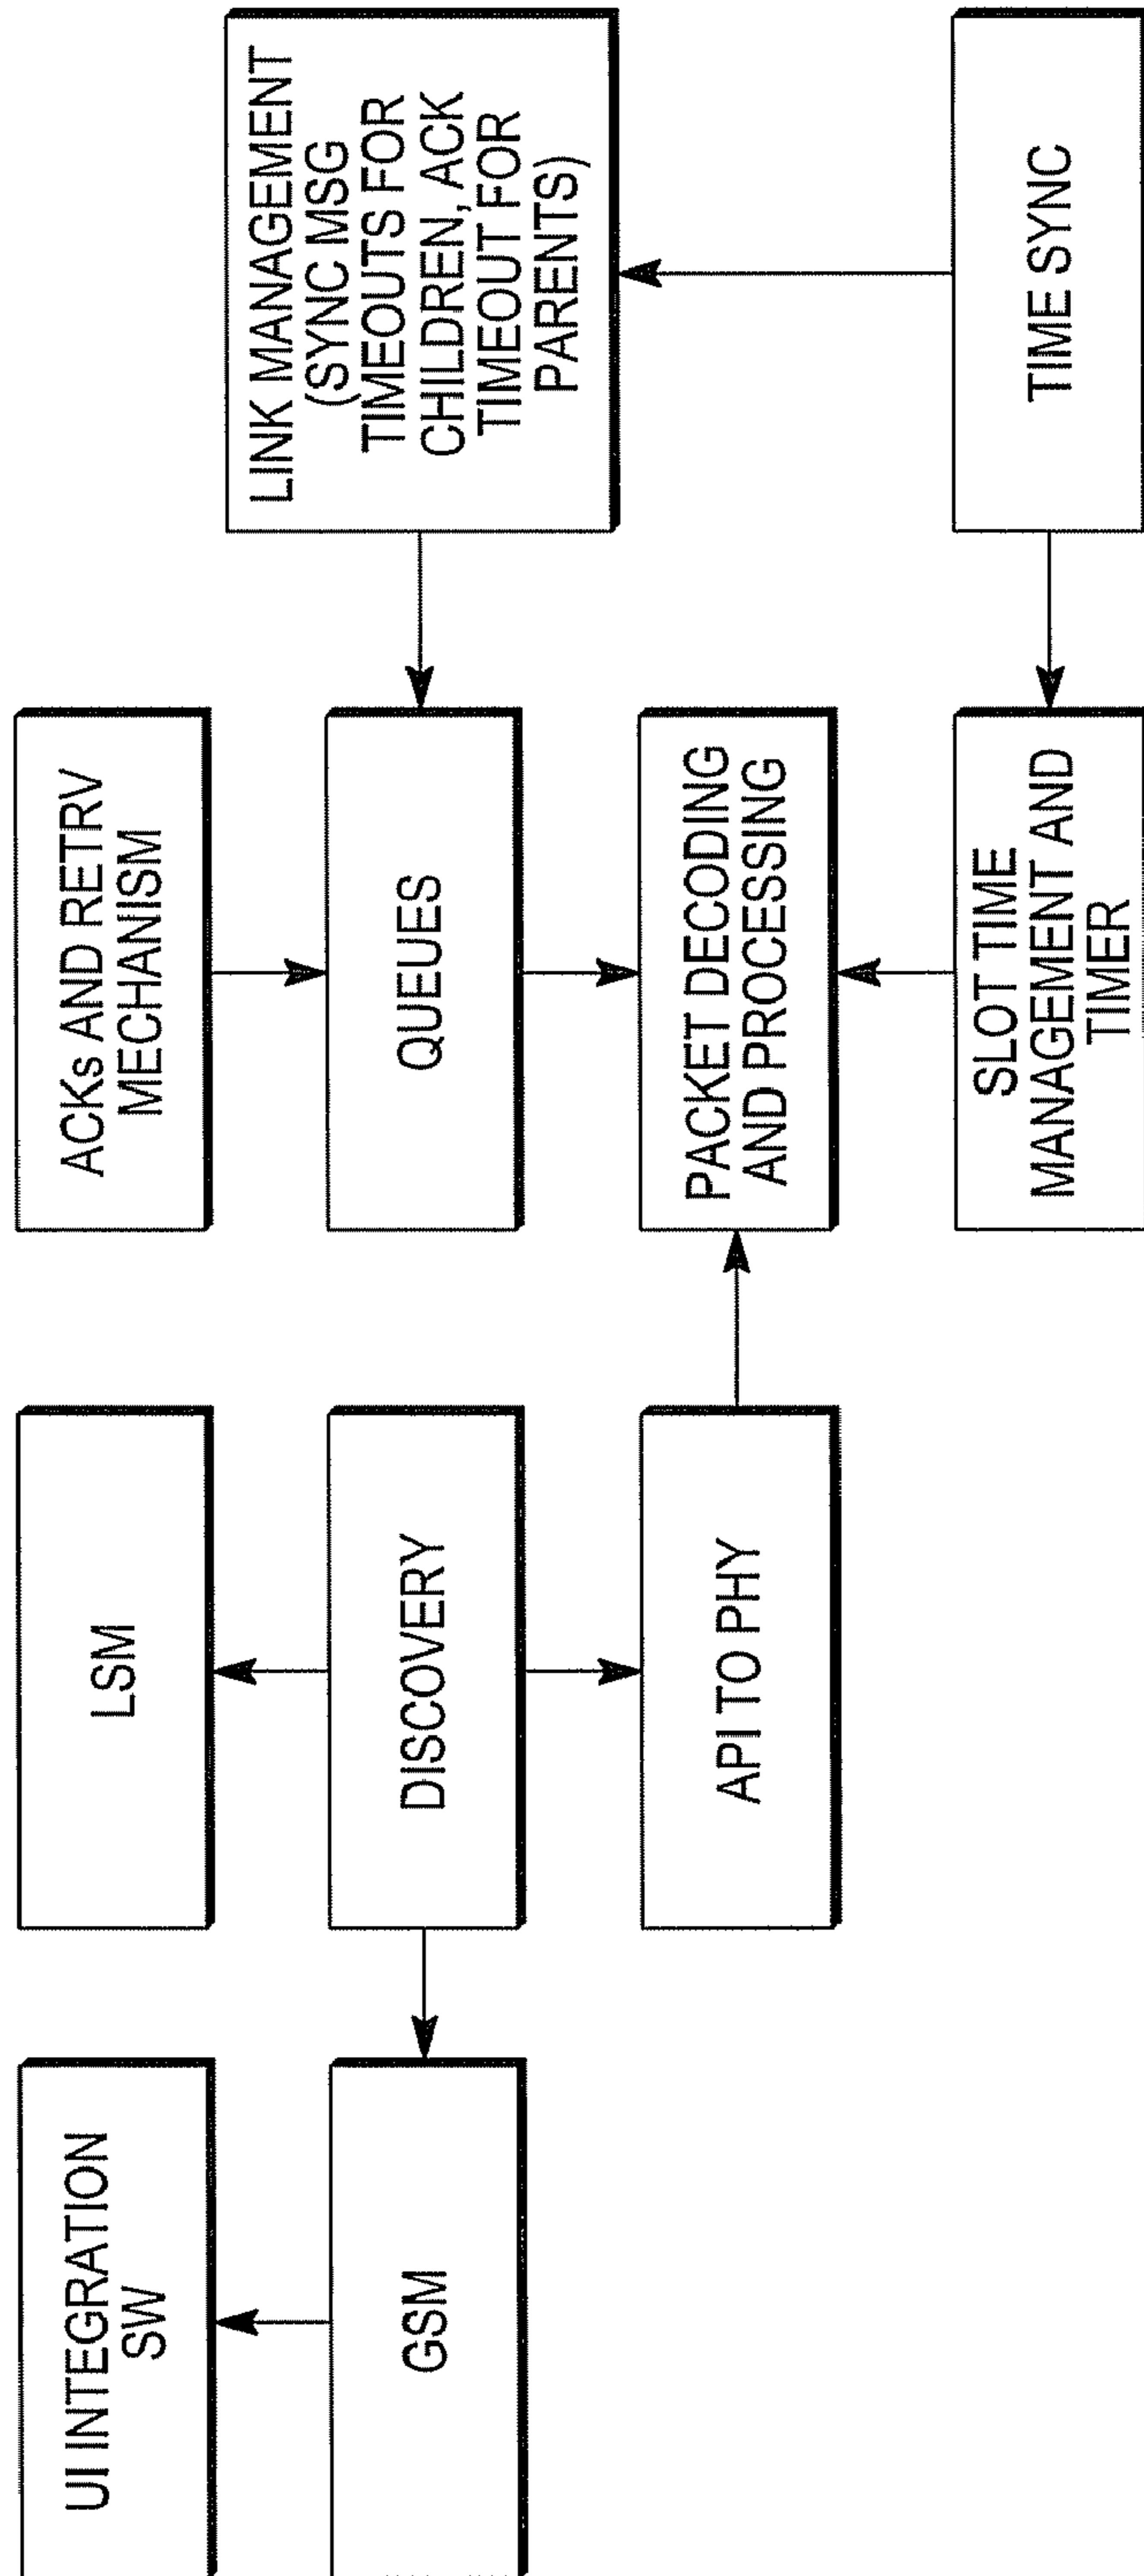 UI INTEGRATION
SW
GSM
LSM
DISCOVERY
API TO PHY
ACKs AND RETRV
MECHANISM
QUEUES
PACKET DECODING
AND PROCESSING
SLOT TIME
MANAGEMENT AND
TIMER
LINK MANAGEMENT
(SYNC MSG
TIMEOUTS FOR
CHILDREN, ACK
TIMEOUT FOR
PARENTS)
TIME SYNC